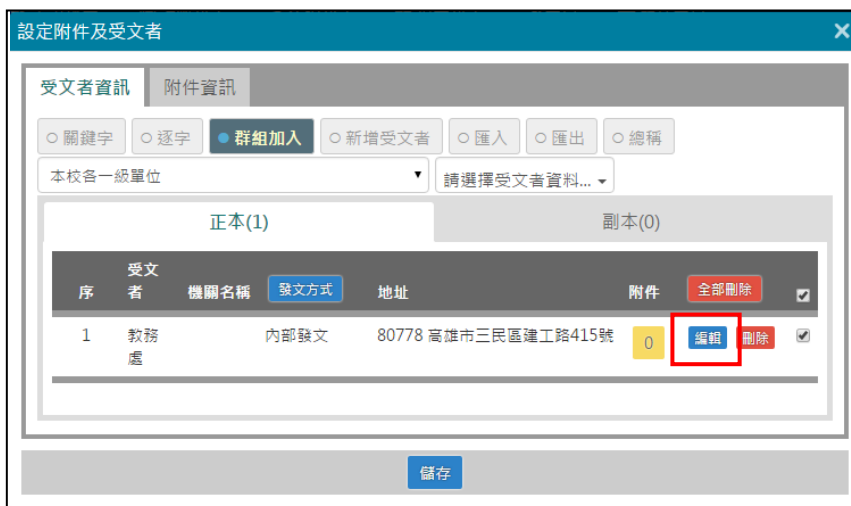 設定附件及受文者 ×
受文者資訊 附件資訊
關鍵字 逐字 群組加入 新增受文者 匯入 匯出 總稱
本校各一級單位 請選擇受文者資料...
正本(1) 副本(0)
序 受文者 機關名稱 發文方式 地址 附件 全部刪除
1 教務處 內部發文 80778 高雄市三民區建工路415號 0 編輯 刪除
儲存